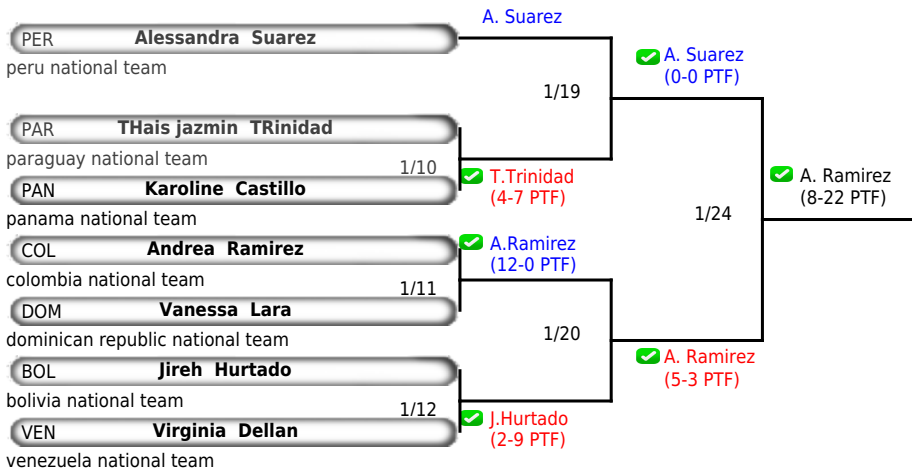 A. Suarez
PER Alessandra Suarez
peru national team
A. Suarez
(0-0 PTF)
1/19
PAR THais jazmin TRinidad
paraguay national team
1/10
T.Trinidad
(4-7 PTF)
PAN Karoline Castillo
panama national team
A. Ramirez
(8-22 PTF)
1/24
COL Andrea Ramirez
colombia national team
A.Ramirez
(12-0 PTF)
1/11
DOM Vanessa Lara
dominican republic national team
1/20
A. Ramirez
(5-3 PTF)
BOL Jireh Hurtado
bolivia national team
1/12
J.Hurtado
(2-9 PTF)
VEN Virginia Dellan
venezuela national team